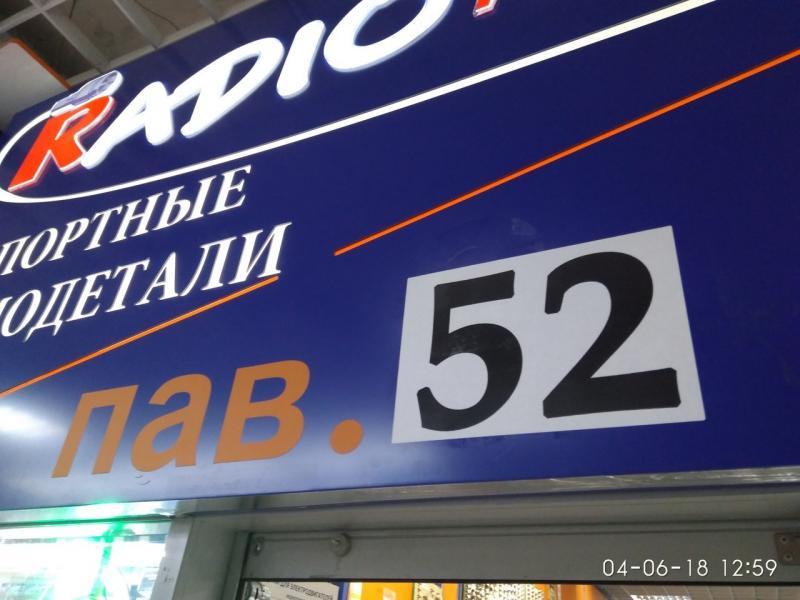 RADIO
ПОРТНЫЕ
ОДЕТАЛИ
пав. 52
04-06-18 12:59